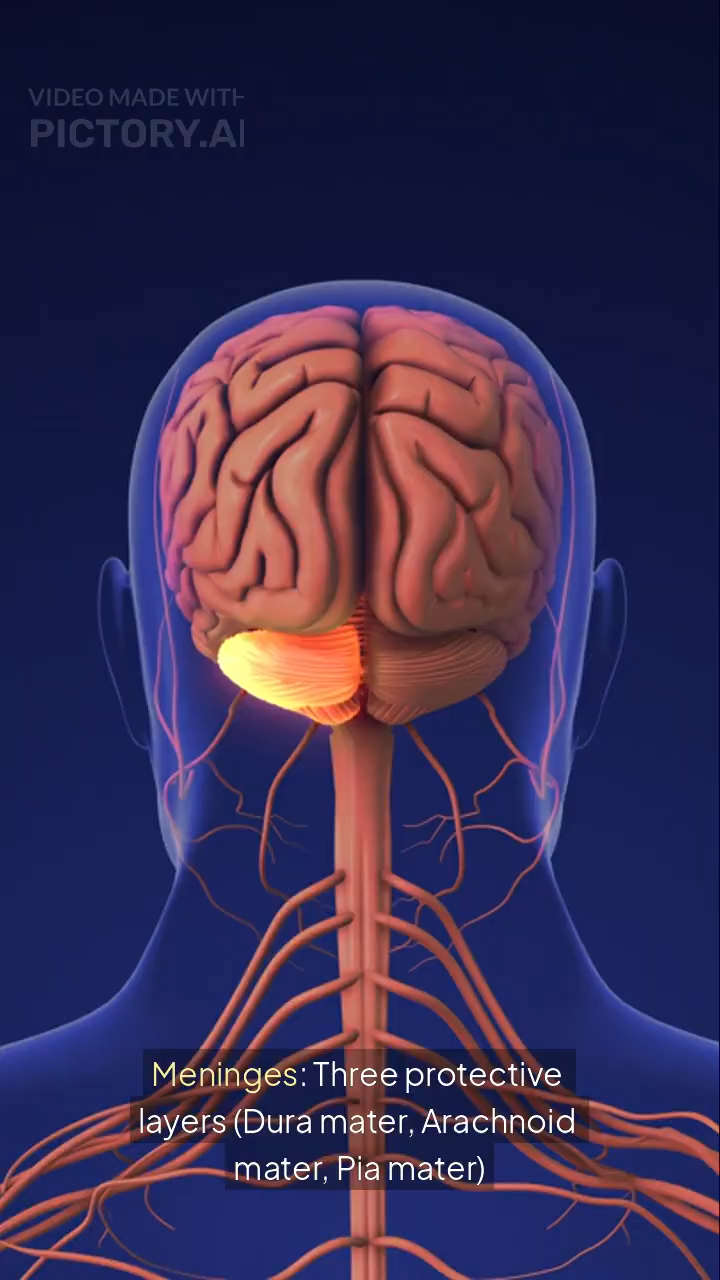 VIDEO MADE WITH
PICTORY.AI
Meninges: Three protective
layers (Dura mater, Arachnoid
mater, Pia mater)